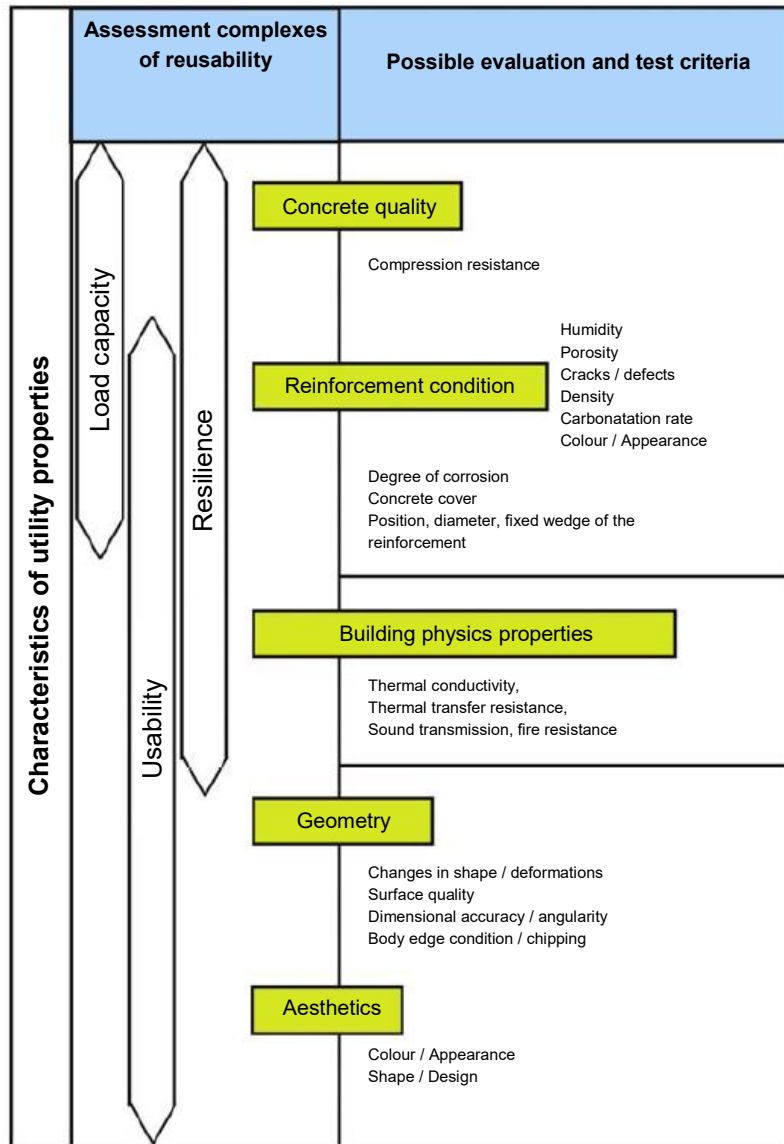 Assessment complexes
of reusability
Possible evaluation and test criteria
Characteristics of utility properties
Load capacity
Usability
Resilience
Concrete quality
Compression resistance
Humidity
Porosity
Cracks / defects
Density
Carbonatation rate
Colour / Appearance
Reinforcement condition
Degree of corrosion
Concrete cover
Position, diameter, fixed wedge of the
reinforcement
Building physics properties
Thermal conductivity,
Thermal transfer resistance,
Sound transmission, fire resistance
Geometry
Changes in shape / deformations
Surface quality
Dimensional accuracy / angularity
Body edge condition / chipping
Aesthetics
Colour / Appearance
Shape / Design